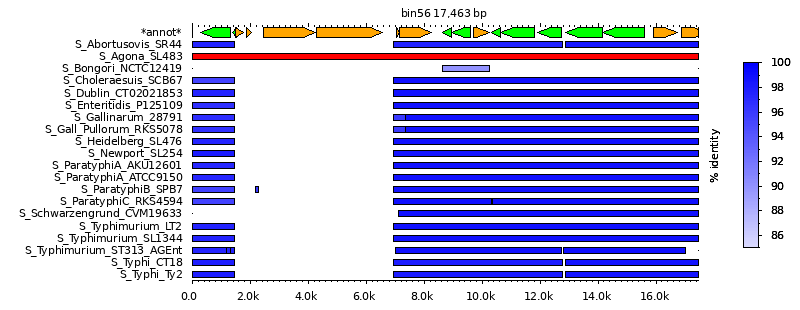 bin56 17,463 bp
*annot*
S_Abortusovis_SR44
S_Agona_SL483
S_Bongori_NCTC12419
S_Choleraesuis_SCB67
S_Dublin_CT02021853
S_Enteritidis_P125109
S_Gallinarum_28791
S_Gall_Pullorum_RKS5078
S_Heidelberg_SL476
S_Newport_SL254
S_ParatyphiA_AKU12601
S_ParatyphiA_ATCC9150
S_ParatyphiB_SPB7
S_ParatyphiC_RKS4594
S_Schwarzengrund_CVM19633
S_Typhimurium_LT2
S_Typhimurium_SL1344
S_Typhimurium_ST313_AGEnt
S_Typhi_CT18
S_Typhi_Ty2
0.0 2.0k 4.0k 6.0k 8.0k 10.0k 12.0k 14.0k 16.0k
% identity
100
98
96
94
92
90
88
86